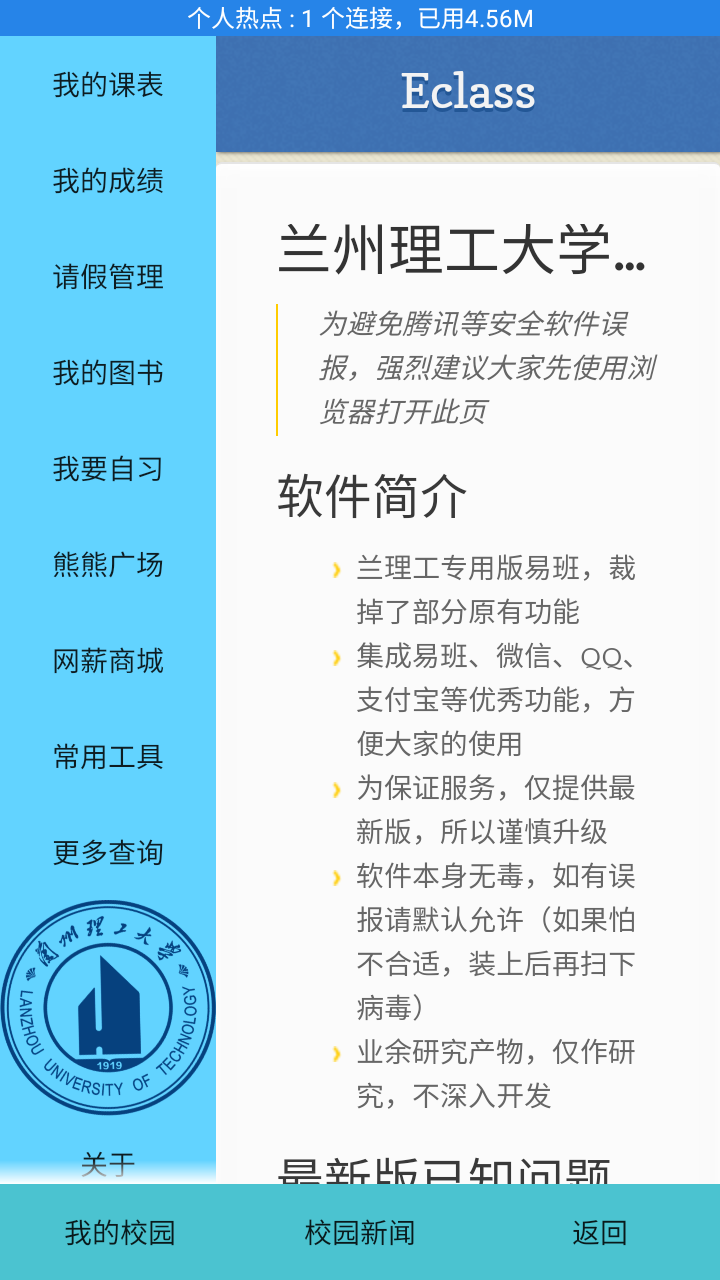 个人热点 : 1 个连接，已用4.56M
我的课表
我的成绩
请假管理
我的图书
我要自习
熊熊广场
网薪商城
常用工具
更多查询
蘭州理工大学
LANZHOU UNIVERSITY OF TECHNOLOGY
1919
关于
Eclass
兰州理工大学...
为避免腾讯等安全软件误
报，强烈建议大家先使用浏
览器打开此页
软件简介
兰理工专用版易班，裁
掉了部分原有功能
集成易班、微信、QQ、
支付宝等优秀功能，方
便大家的使用
为保证服务，仅提供最
新版，所以谨慎升级
软件本身无毒，如有误
报请默认允许（如果怕
不合适，装上后再扫下
病毒）
业余研究产物，仅作研
究，不深入开发
最新版已知问题
我的校园
校园新闻
返回